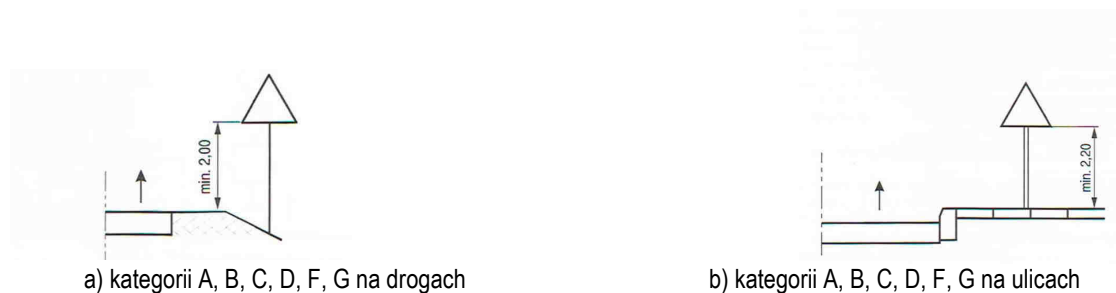 min. 2,00
min. 2,20
a) kategorii A, B, C, D, F, G na drogach
b) kategorii A, B, C, D, F, G na ulicach